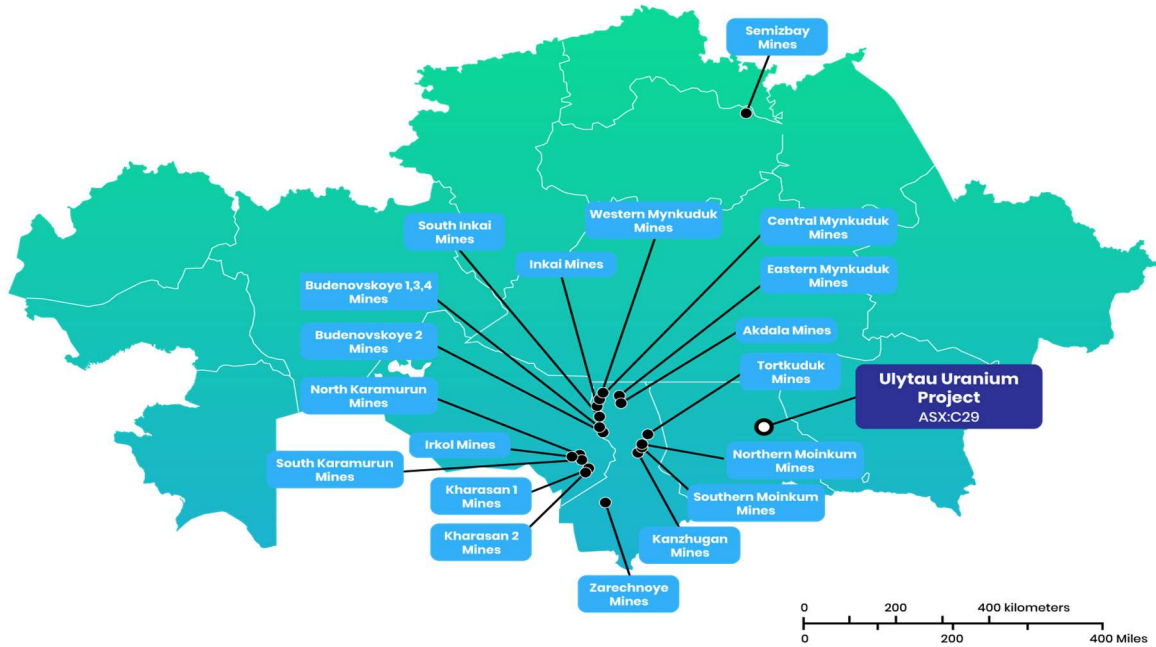 Semizbay
Mines
Western Mynkuduk
Mines
Central Mynkuduk
Mines
South Inkai
Mines
Inkai Mines
Eastern Mynkuduk
Mines
Budenovskoye 1,3,4
Mines
Akdala Mines
Budenovskoye 2
Mines
Tortkuduk
Mines
Ulytau Uranium
Project
ASX:C29
North Karamurun
Mines
Irkol Mines
Northern Moinkum
Mines
South Karamurun
Mines
Kharasan 1
Mines
Southern Moinkum
Mines
Kharasan 2
Mines
Kanzhugan
Mines
Zarechnoye
Mines
0 200 400 kilometers
0 200 400 Miles